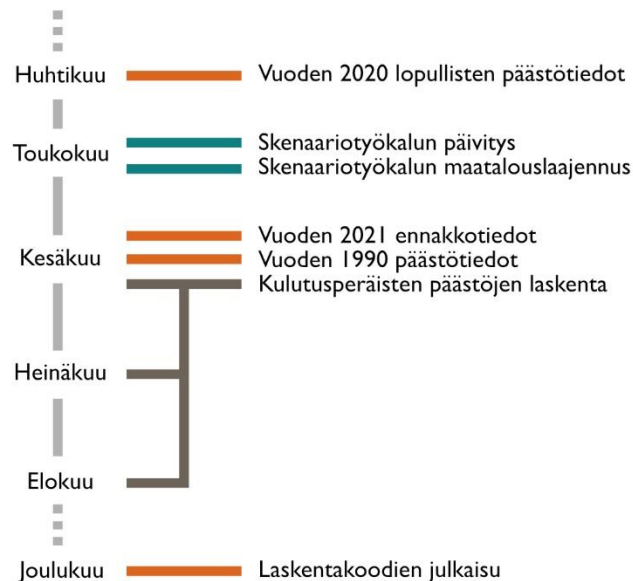 Huhtikuu Vuoden 2020 lopullisten päästötiedot
Toukokuu Skenaariotyökalun päivitys
Skenaariotyökalun maatalouslaajennus
Vuoden 2021 ennakkotiedot
Kesäkuu Vuoden 1990 päästötiedot
Kulutusperäisten päästöjen laskenta
Heinäkuu
Elokuu
Joulukuu Laskentakoodien julkaisu